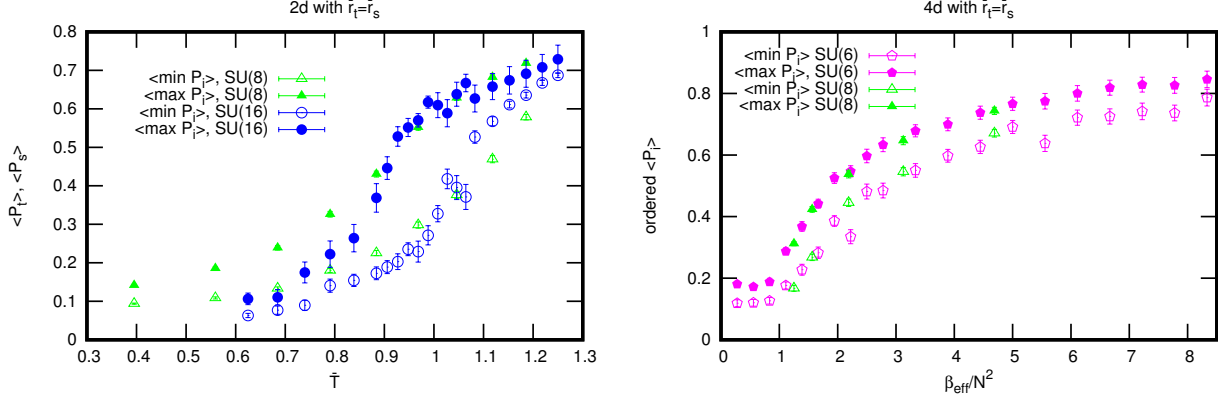 2d with r̄ₜ=r̄ₛ
<Pₜ>, <Pₛ>
0.8
0.7
0.6
0.5
0.4
0.3
0.2
0.1
0
<min Pᵢ>, SU(8)
<max Pᵢ>, SU(8)
<min Pᵢ>, SU(16)
<max Pᵢ>, SU(16)
0.3 0.4 0.5 0.6 0.7 0.8 0.9 1 1.1 1.2 1.3
T̄
4d with r̄ₜ=r̄ₛ
ordered <Pᵢ>
1
0.8
0.6
0.4
0.2
0
<min Pᵢ> SU(6)
<max Pᵢ> SU(6)
<min Pᵢ> SU(8)
<max Pᵢ> SU(8)
0 1 2 3 4 5 6 7 8
β_eff/N²